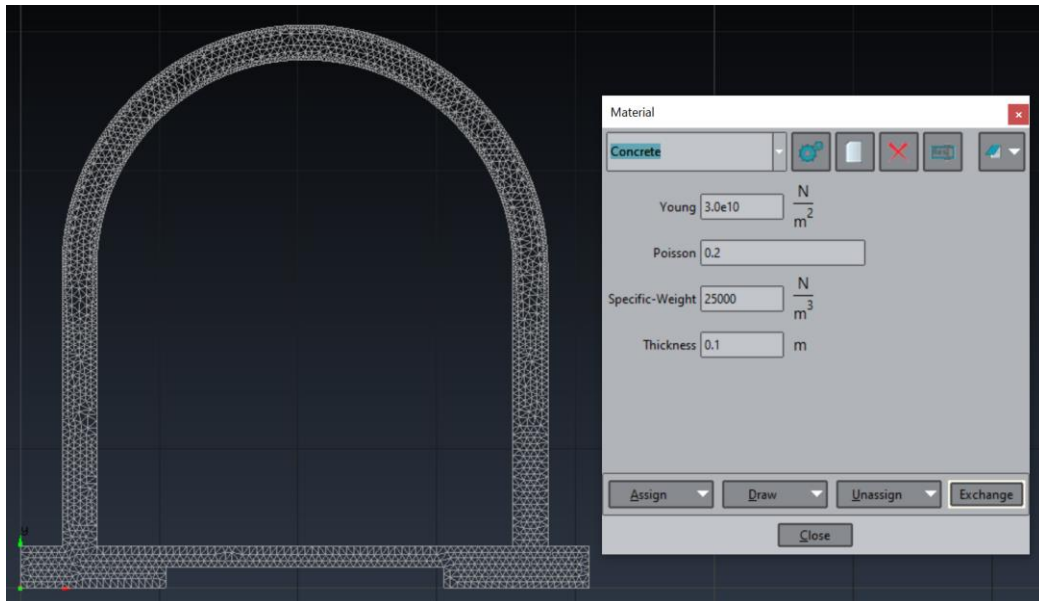 Material
Concrete
Young 3.0e10 N/m²
Poisson 0.2
Specific-Weight 25000 N/m³
Thickness 0.1 m
Assign Draw Unassign Exchange
Close
y